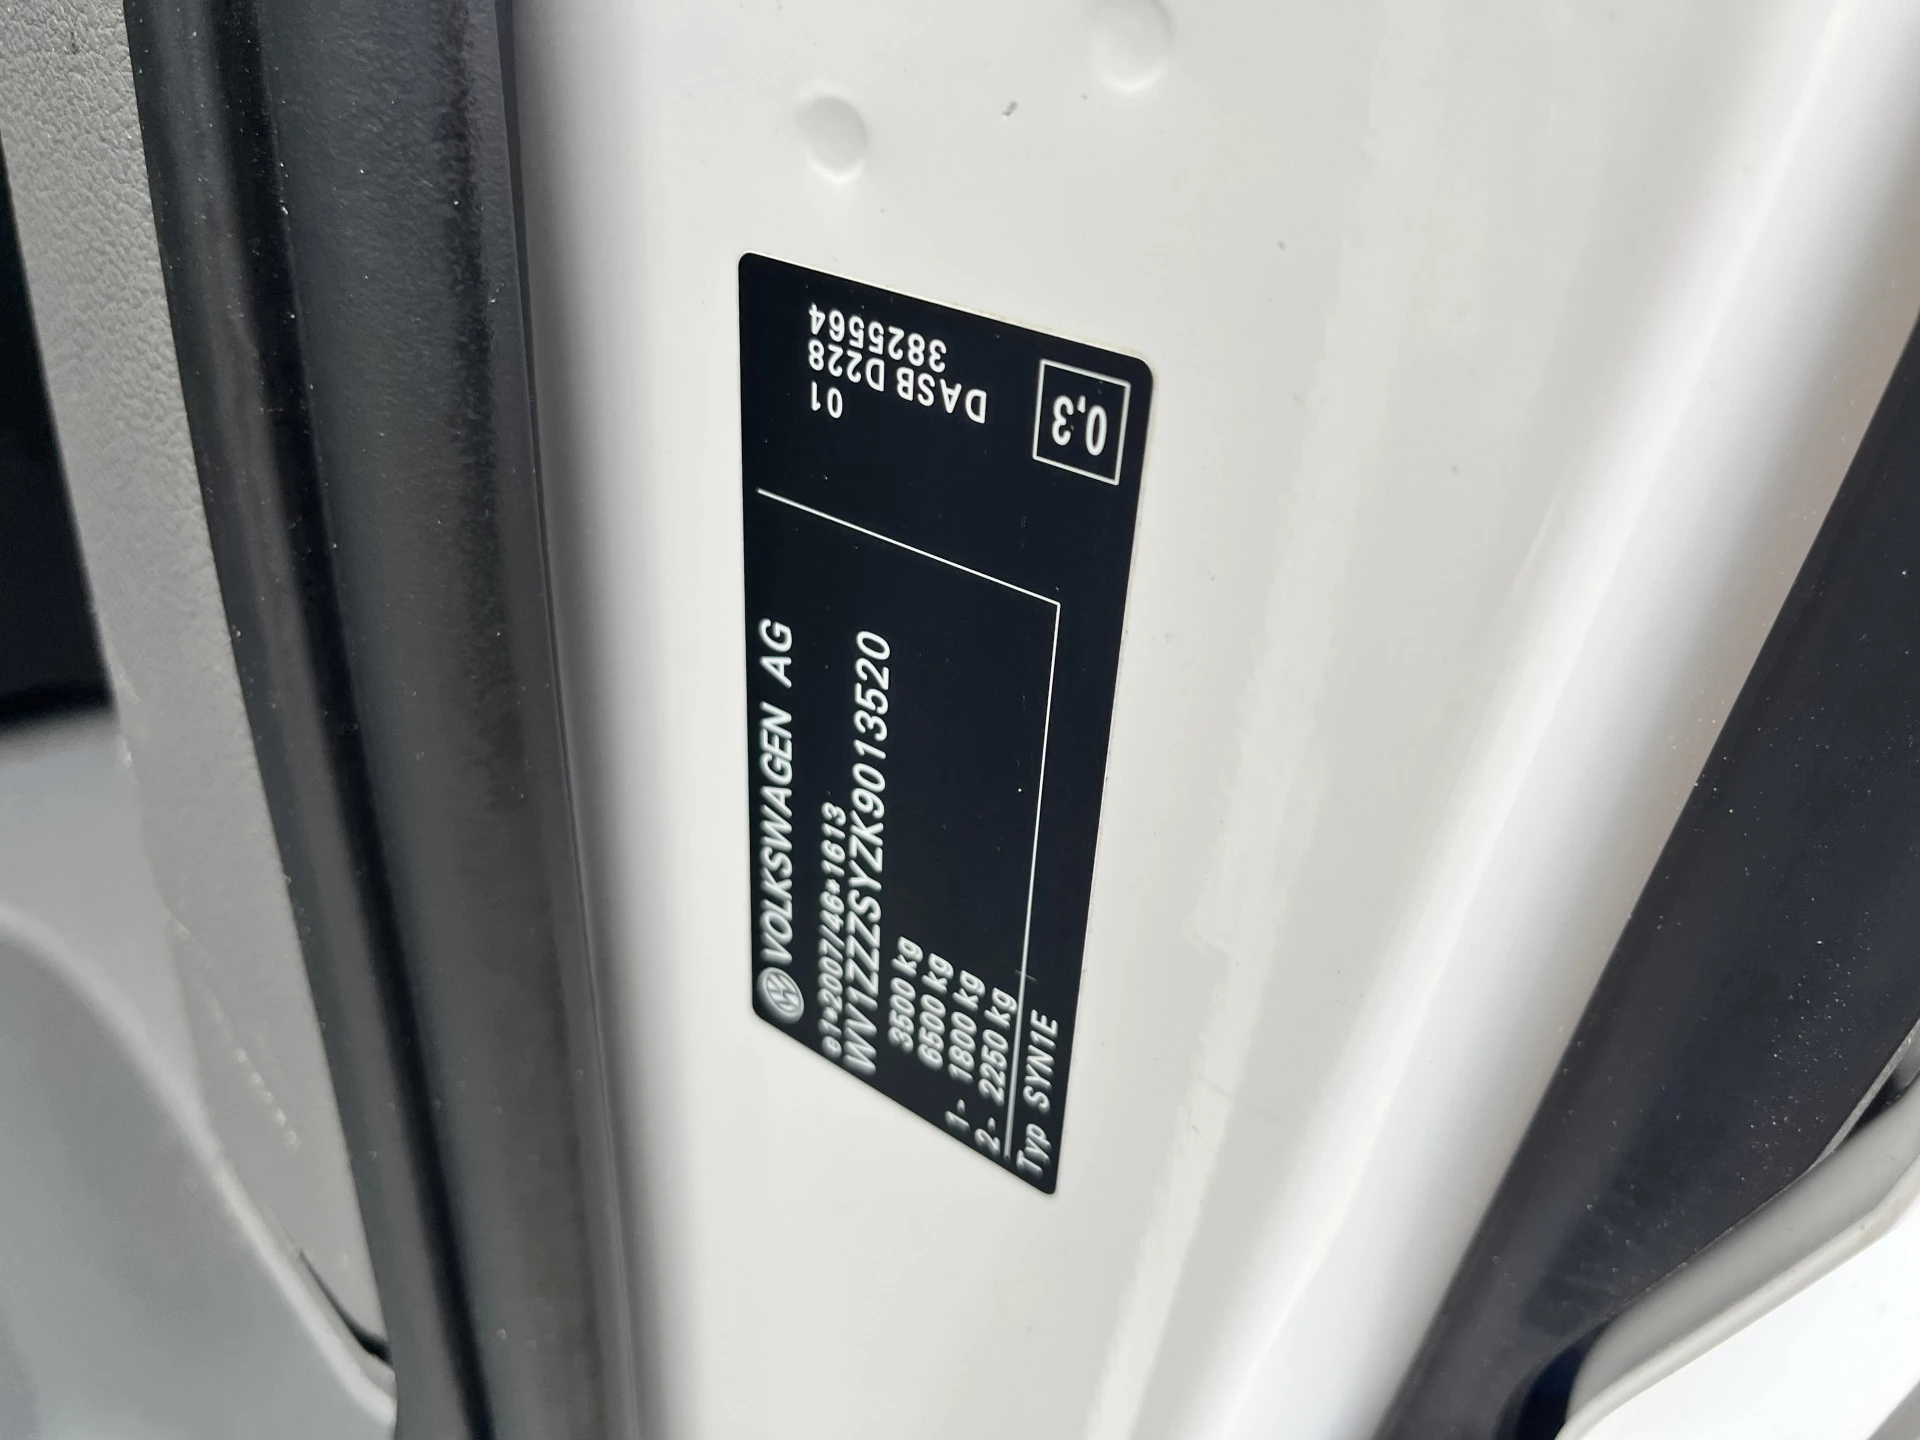 VOLKSWAGEN AG
e1*2007/46*1613
WV1ZZZSYZK9013520
3500 kg
6500 kg
1- 1800 kg
2- 2250 kg
Typ SYN1E
0,3
DASB D228 01
3825564